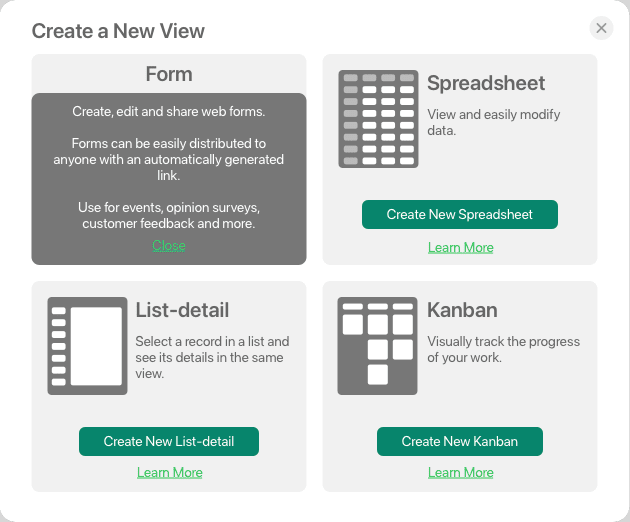 Create a New View
Form
Create, edit and share web forms.
Forms can be easily distributed to
anyone with an automatically generated
link.
Use for events, opinion surveys,
customer feedback and more.
Close
Spreadsheet
View and easily modify
data.
Create New Spreadsheet
Learn More
List-detail
Select a record in a list and
see its details in the same
view.
Create New List-detail
Learn More
Kanban
Visually track the progress
of your work.
Create New Kanban
Learn More